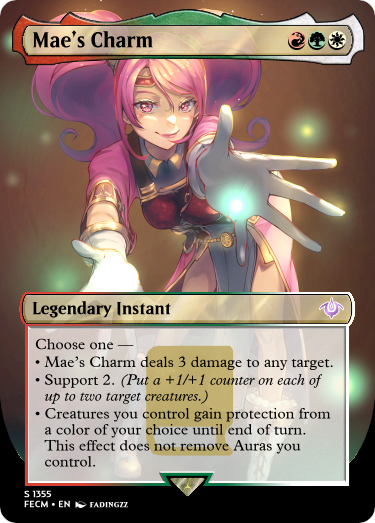 Mae's Charm
Legendary Instant
Choose one —
• Mae's Charm deals 3 damage to any target.
• Support 2. (Put a +1/+1 counter on each of
up to two target creatures.)
• Creatures you control gain protection from
a color of your choice until end of turn.
This effect does not remove Auras you
control.
S 1355
FECM • EN FADINGZZ